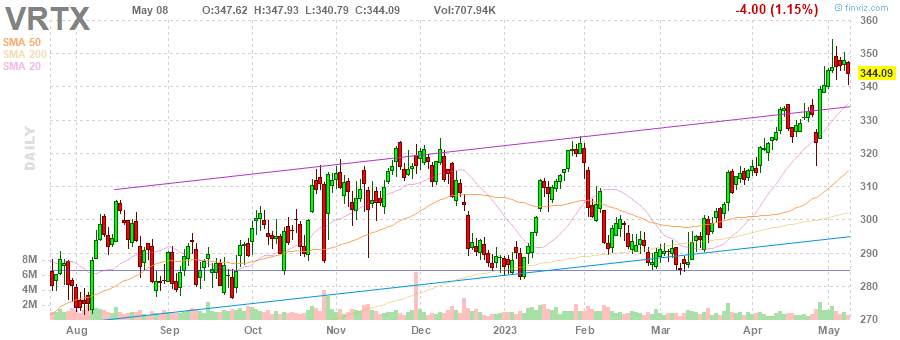 VRTX May 08 O:347.62 H:347.93 L:340.79 C:344.09 Vol:707.94K -4.00 (1.15%) finviz.com
SMA 50
SMA 200
SMA 20
DAILY
360
350
344.09
340
330
320
310
300
290
280
270
8M
6M
4M
2M
Aug Sep Oct Nov Dec 2023 Feb Mar Apr May